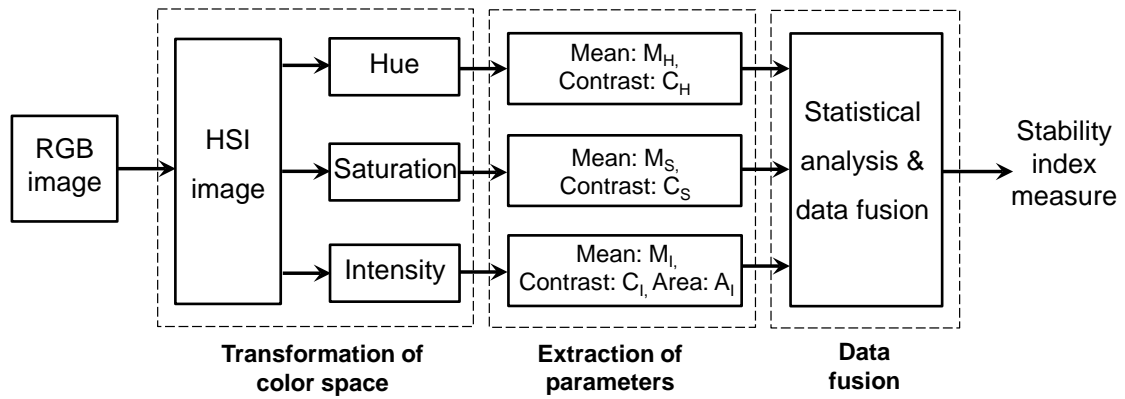 RGB
image
HSI
image
Hue
Saturation
Intensity
Mean: M_H,
Contrast: C_H
Mean: M_S,
Contrast: C_S
Mean: M_I,
Contrast: C_I, Area: A_I
Statistical
analysis &
data fusion
Stability
index
measure
Transformation of
color space
Extraction of
parameters
Data
fusion